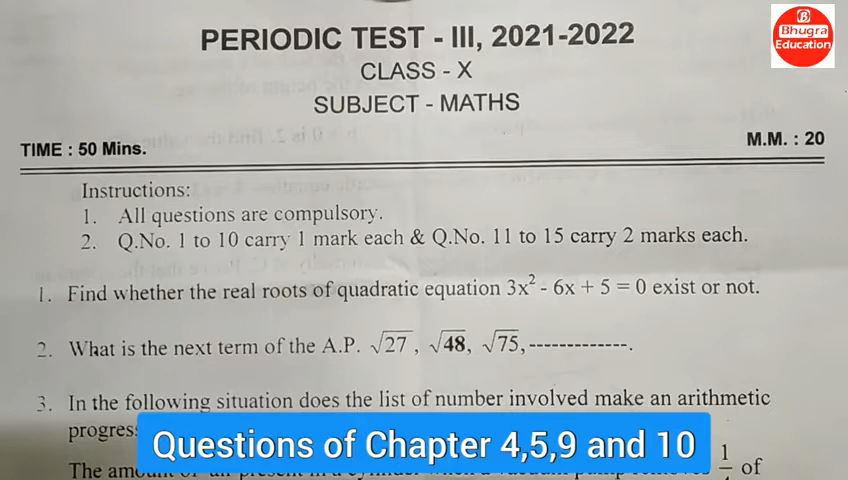 Bhugra
Education
PERIODIC TEST - III, 2021-2022
CLASS - X
SUBJECT - MATHS
TIME : 50 Mins.
M.M. : 20
Instructions:
1. All questions are compulsory.
2. Q.No. 1 to 10 carry 1 mark each & Q.No. 11 to 15 carry 2 marks each.
1. Find whether the real roots of quadratic equation 3x² - 6x + 5 = 0 exist or not.
2. What is the next term of the A.P. √27, √48, √75, -------------.
3. In the following situation does the list of number involved make an arithmetic
Questions of Chapter 4,5,9 and 10
The 1/4 of